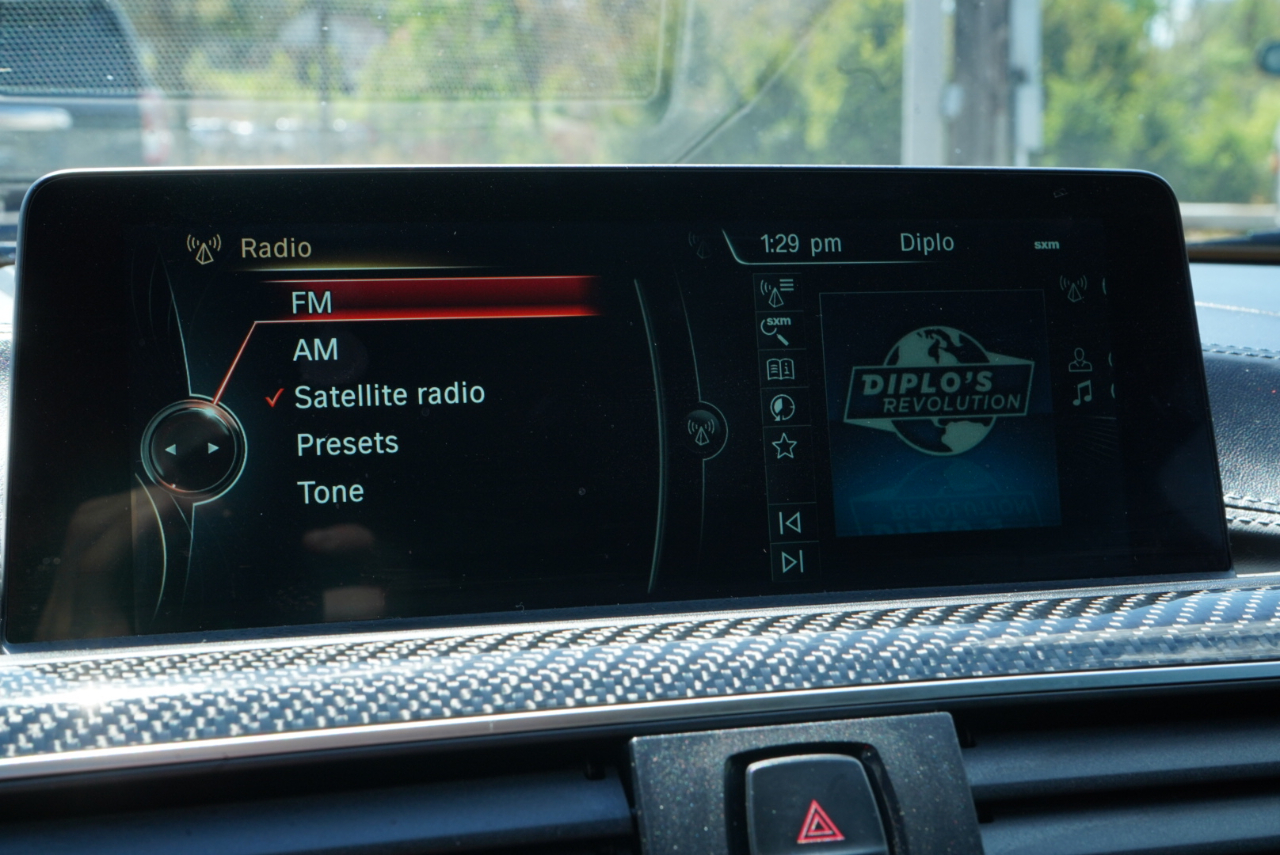 Radio
FM
AM
Satellite radio
Presets
Tone
1:29 pm Diplo sxm
sxm
DIPLO'S
REVOLUTION